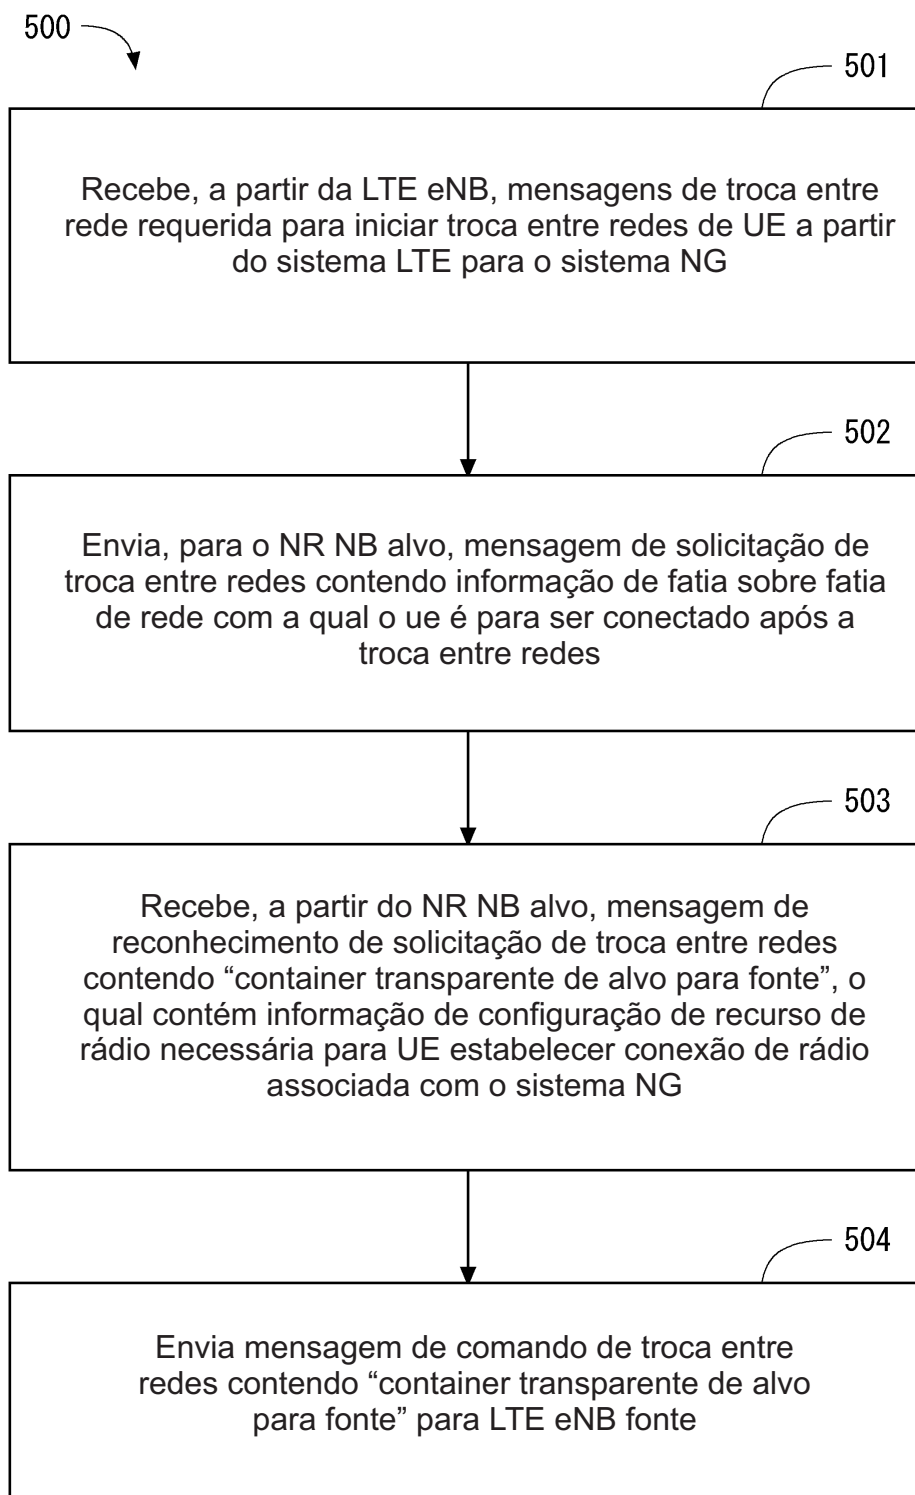 500
501
Recebe, a partir da LTE eNB, mensagens de troca entre
rede requerida para iniciar troca entre redes de UE a partir
do sistema LTE para o sistema NG
502
Envia, para o NR NB alvo, mensagem de solicitação de
troca entre redes contendo informação de fatia sobre fatia
de rede com a qual o ue é para ser conectado após a
troca entre redes
503
Recebe, a partir do NR NB alvo, mensagem de
reconhecimento de solicitação de troca entre redes
contendo “container transparente de alvo para fonte”, o
qual contém informação de configuração de recurso de
rádio necessária para UE estabelecer conexão de rádio
associada com o sistema NG
504
Envia mensagem de comando de troca entre
redes contendo “container transparente de alvo
para fonte” para LTE eNB fonte